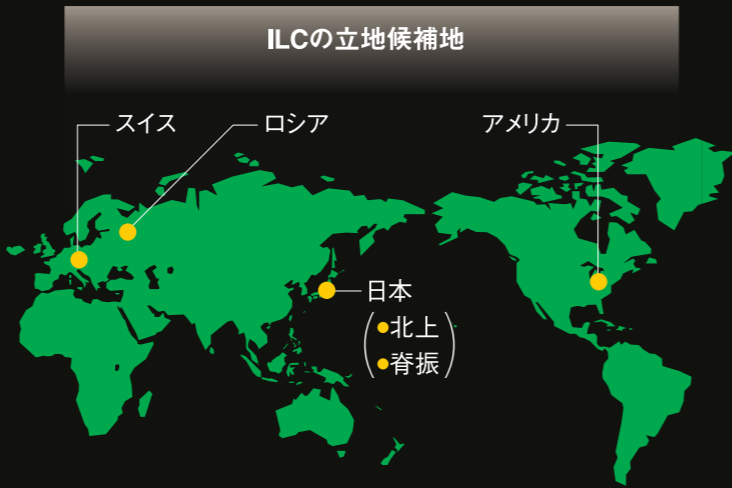 ILCの立地候補地
スイス
ロシア
アメリカ
日本
(●北上
●脊振)